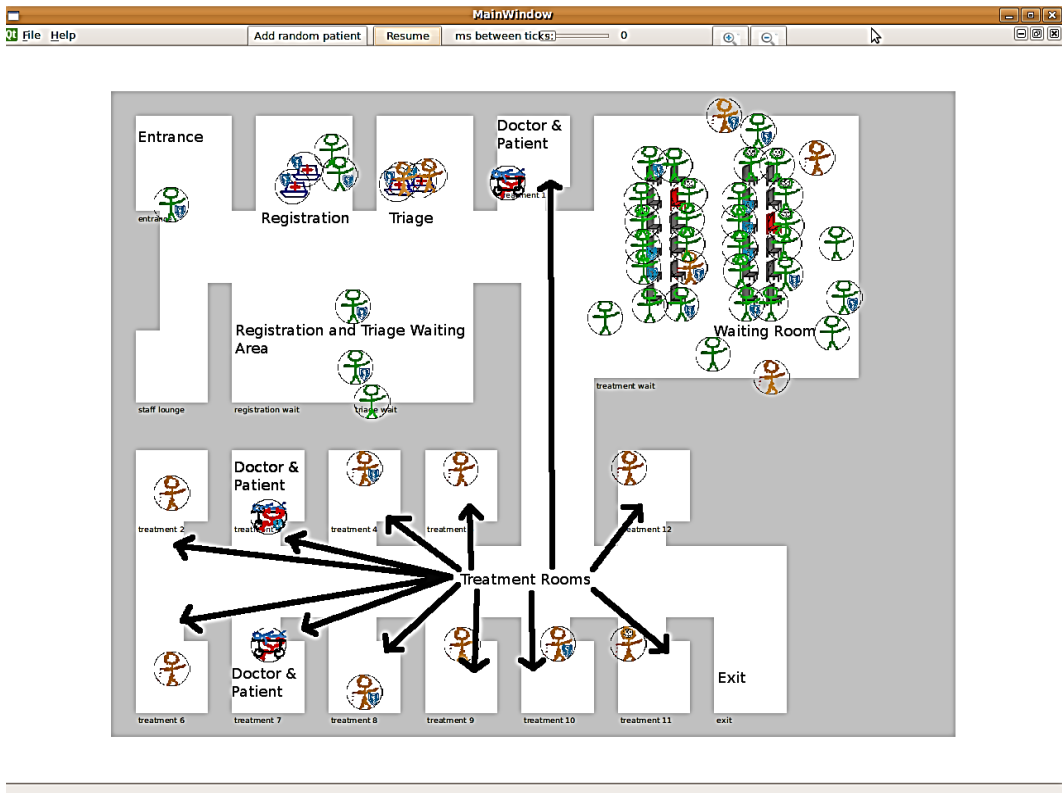 MainWindow
Qt File Help
Add random patient
Resume
ms between ticks:
0
Entrance
Doctor &
Patient
treatment 1
entrance
Registration
Triage
Registration and Triage Waiting
Area
Waiting Room
treatment wait
staff lounge
registration wait
triage wait
Doctor &
Patient
treatment 2
treatment 4
treatment
treatment 12
Treatment Rooms
Doctor &
Patient
Exit
treatment 6
treatment 7
treatment 8
treatment 9
treatment 10
treatment 11
exit